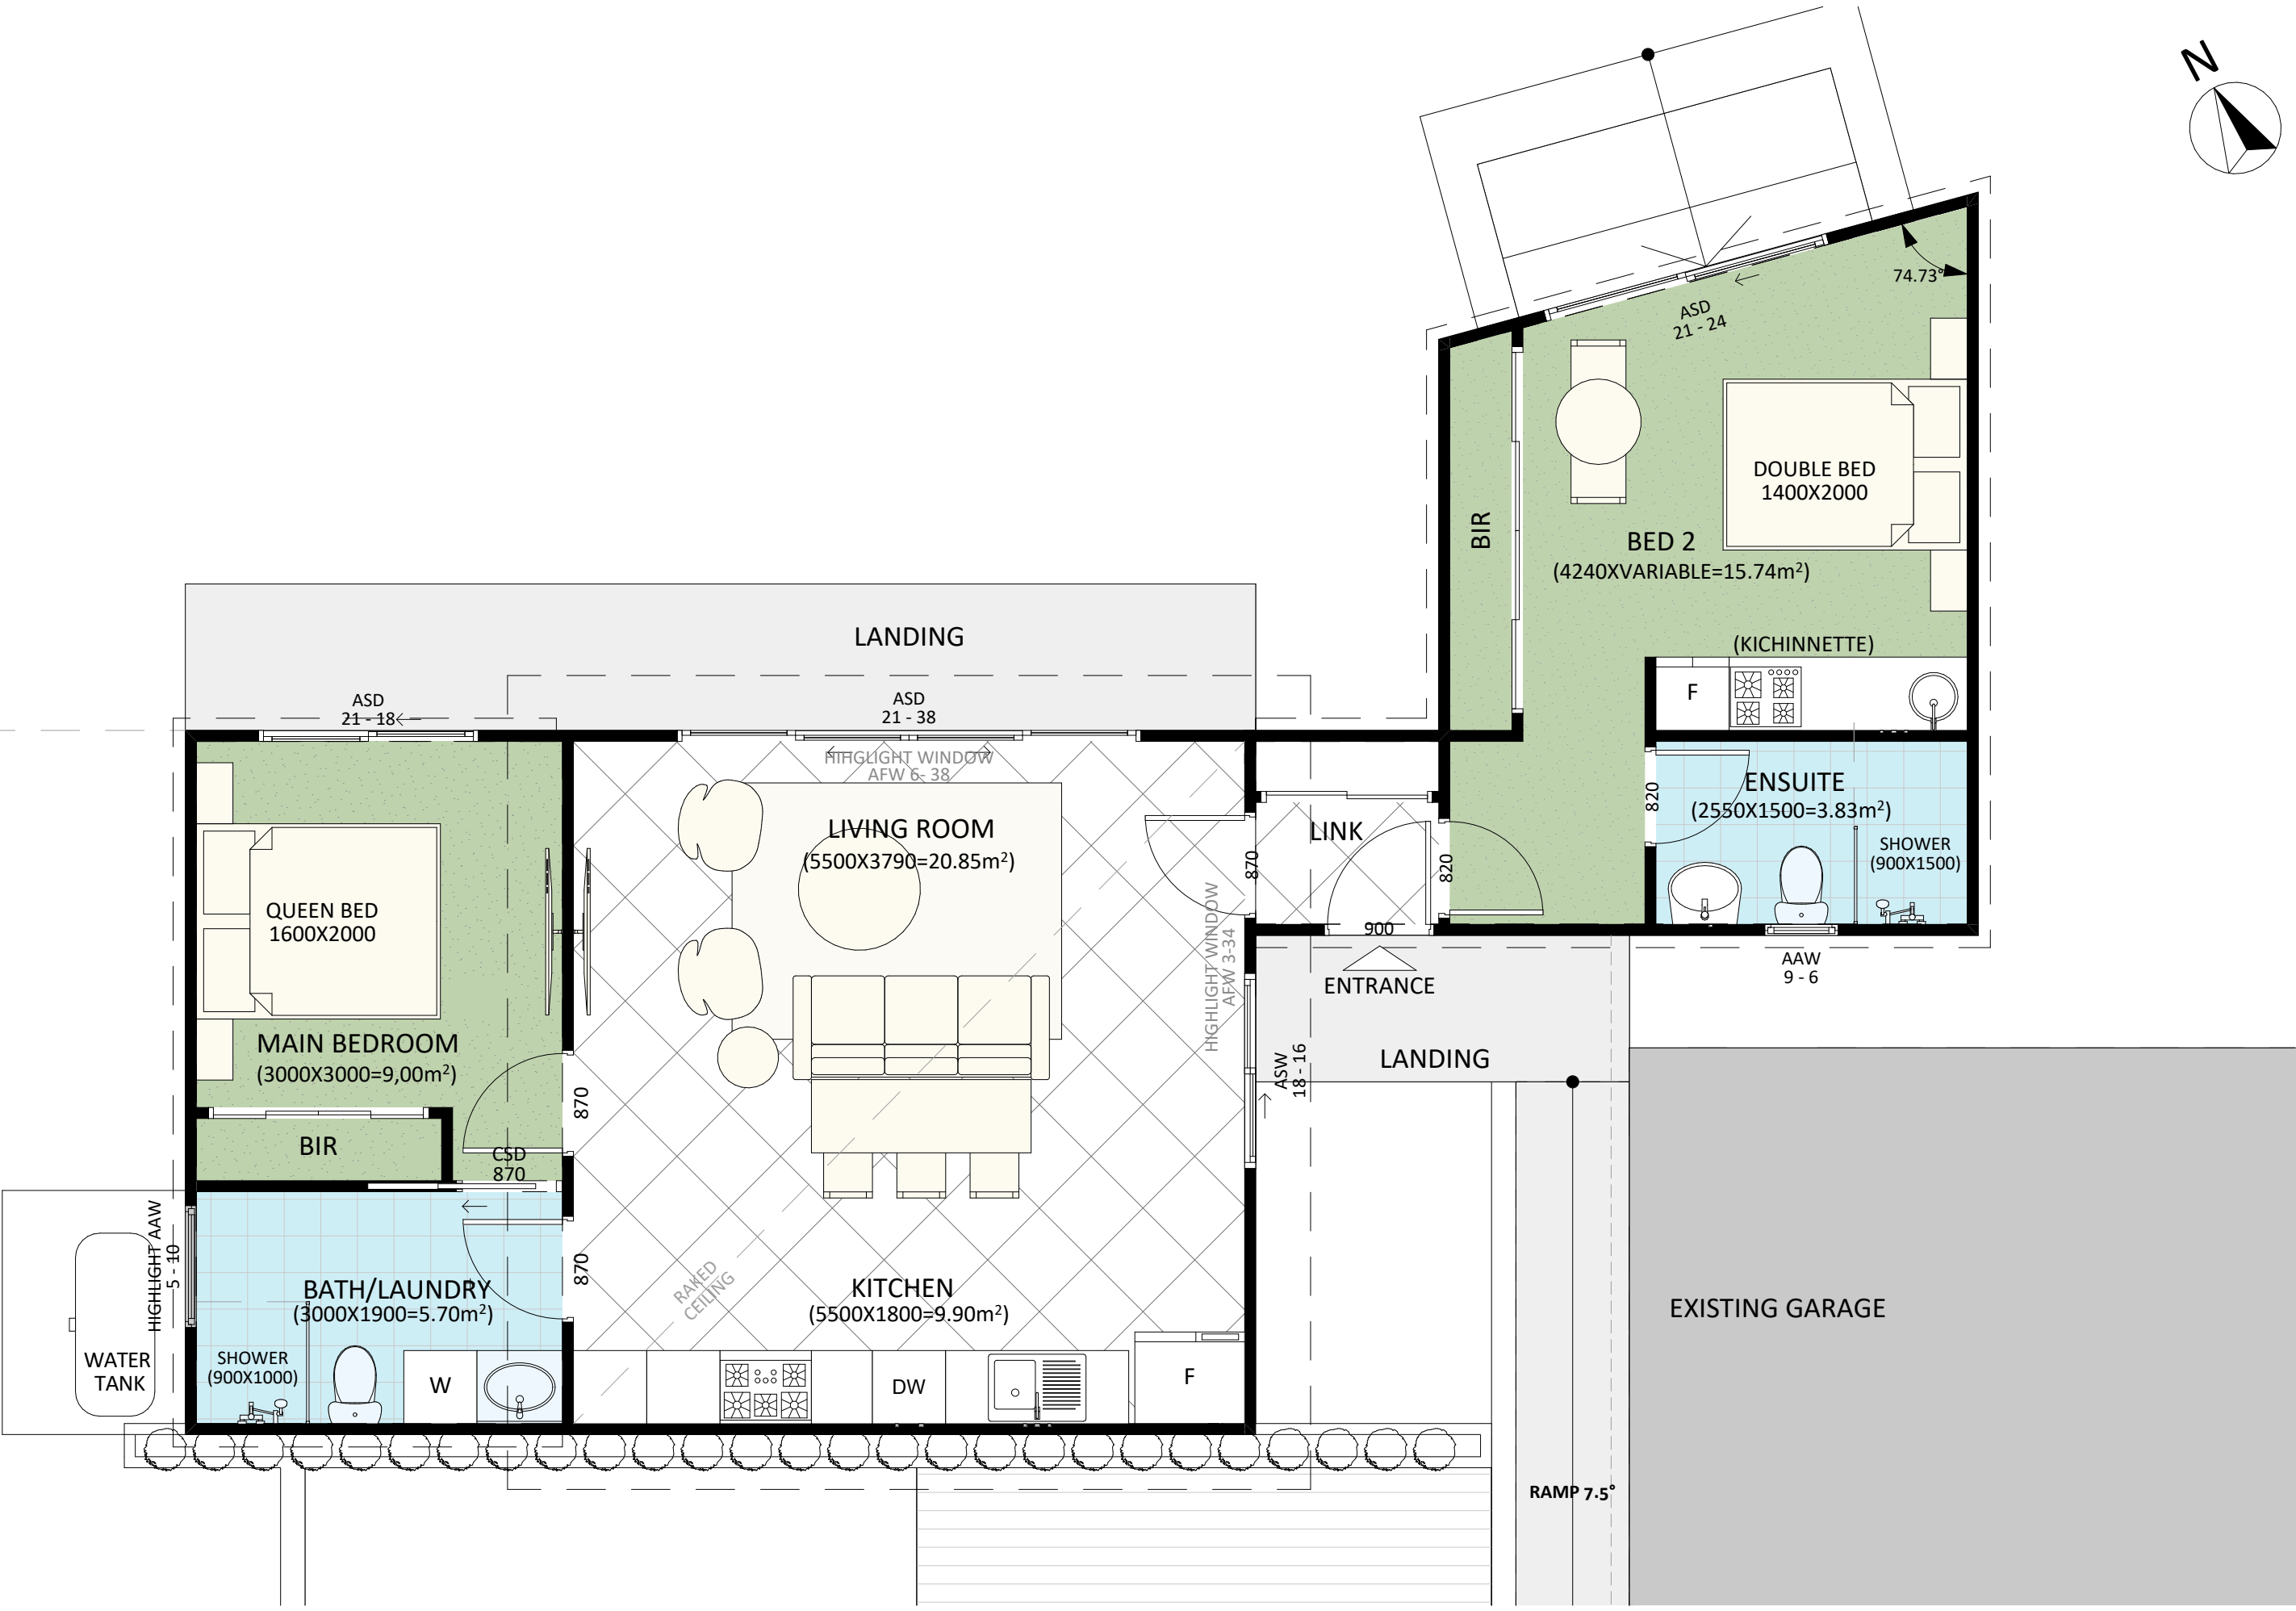 N
74.73°
ASD
21 - 24
DOUBLE BED
1400X2000
BIR
BED 2
(4240XVARIABLE=15.74m²)
(KICHINNETTE)
F
LANDING
ASD
21 - 18
ASD
21 - 38
HIHGLIGHT WINDOW
AFW 6- 38
ENSUITE
(2550X1500=3.83m²)
820
SHOWER
(900X1500)
LIVING ROOM
(5500X3790=20.85m²)
LINK
870
820
QUEEN BED
1600X2000
HIGHLIGHT WINDOW
AFW 3-34
900
ENTRANCE
AAW
9 - 6
MAIN BEDROOM
(3000X3000=9,00m²)
LANDING
ASW
18 - 16
870
BIR
CSD
870
HIGHLIGHT AAW
5 - 10
870
BATH/LAUNDRY
(3000X1900=5.70m²)
RAKED
CEILING
KITCHEN
(5500X1800=9.90m²)
EXISTING GARAGE
WATER
TANK
SHOWER
(900X1000)
W
DW
F
RAMP 7.5°